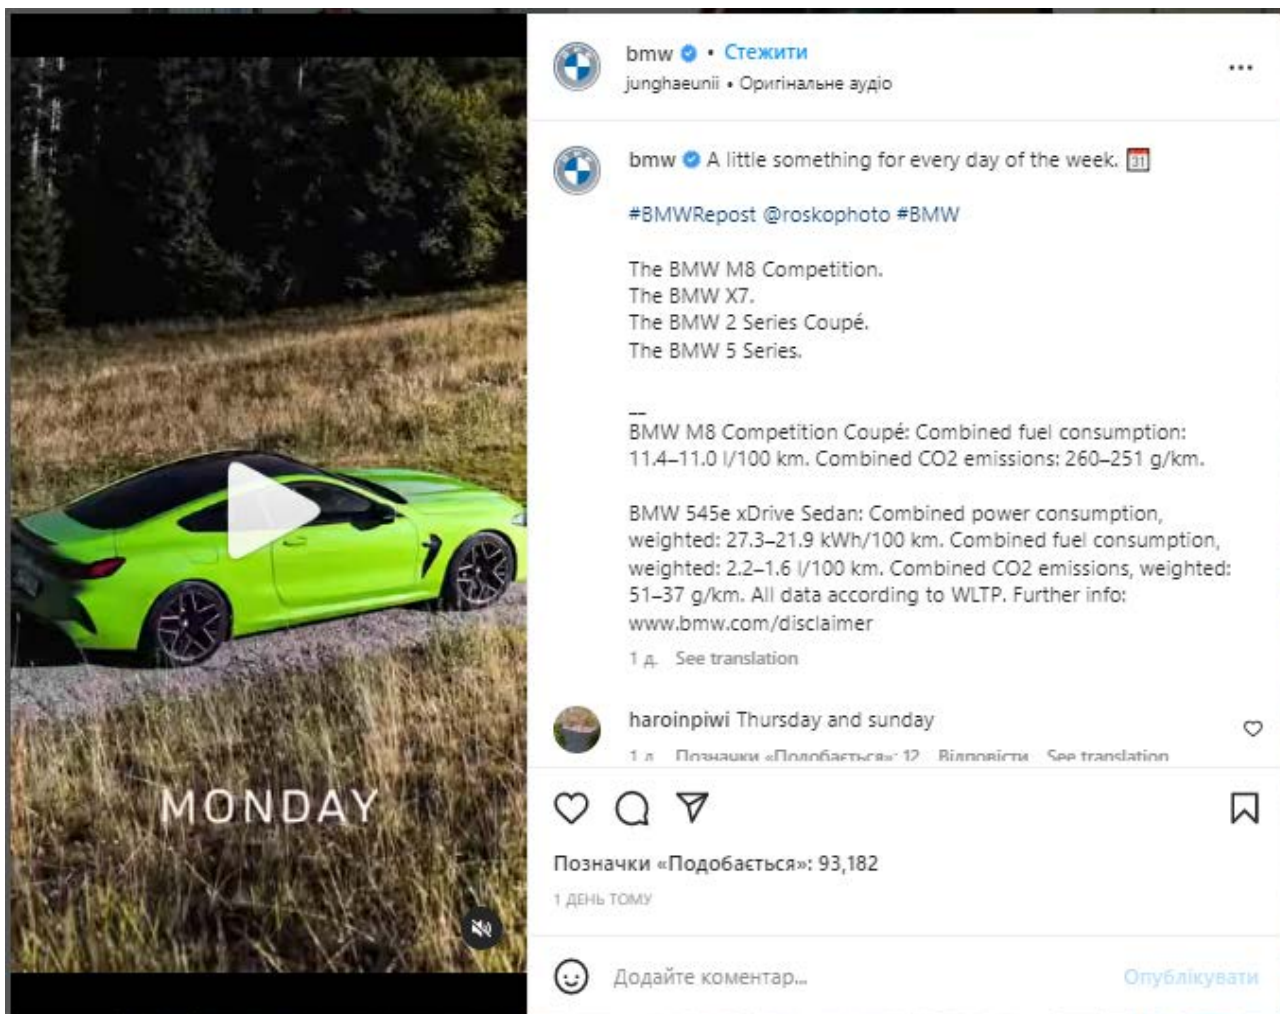 MONDAY
bmw • Стежити
junghaeunii • Оригінальне аудіо
bmw A little something for every day of the week. 31
#BMWRepost @roskophoto #BMW
The BMW M8 Competition.
The BMW X7.
The BMW 2 Series Coupé.
The BMW 5 Series.
__
BMW M8 Competition Coupé: Combined fuel consumption:
11.4–11.0 l/100 km. Combined CO2 emissions: 260–251 g/km.
BMW 545e xDrive Sedan: Combined power consumption,
weighted: 27.3–21.9 kWh/100 km. Combined fuel consumption,
weighted: 2.2–1.6 l/100 km. Combined CO2 emissions, weighted:
51–37 g/km. All data according to WLTP. Further info:
www.bmw.com/disclaimer
1 д. See translation
haroinpiwi Thursday and sunday
1 д. Позначки «Подобається»: 12 Відповісти See translation
Позначки «Подобається»: 93,182
1 ДЕНЬ ТОМУ
Додайте коментар... Опублікувати